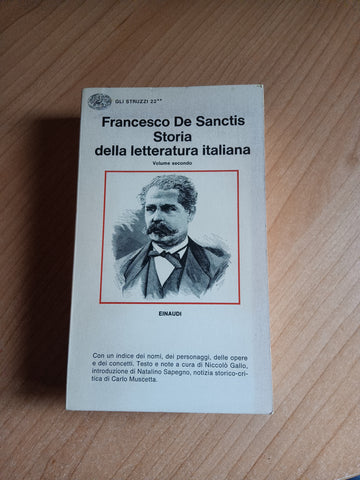 GLI STRUZZI 22**
Francesco De Sanctis
Storia
della letteratura italiana
Volume secondo
EINAUDI
Con un indice dei nomi, dei personaggi, delle opere
e dei concetti. Testo e note a cura di Niccolò Gallo,
introduzione di Natalino Sapegno, notizia storico-cri-
tica di Carlo Muscetta.